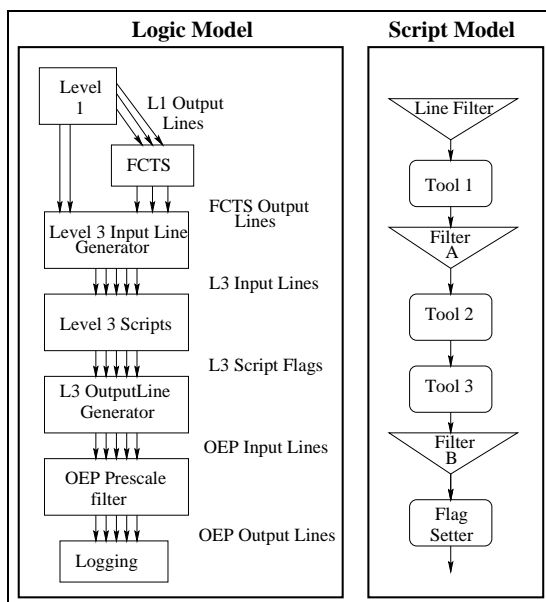 Logic Model
Level
1
L1 Output
Lines
FCTS
FCTS Output
Lines
Level 3 Input Line
Generator
L3 Input Lines
Level 3 Scripts
L3 Script Flags
L3 OutputLine
Generator
OEP Input Lines
OEP Prescale
filter
OEP Output Lines
Logging
Script Model
Line Filter
Tool 1
Filter
A
Tool 2
Tool 3
Filter
B
Flag
Setter